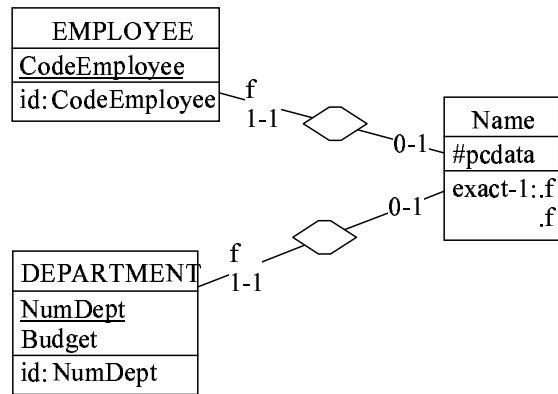 EMPLOYEE
CodeEmployee
id: CodeEmployee
f
1-1
0-1
Name
#pcdata
exact-1:.f
.f
0-1
f
1-1
DEPARTMENT
NumDept
Budget
id: NumDept